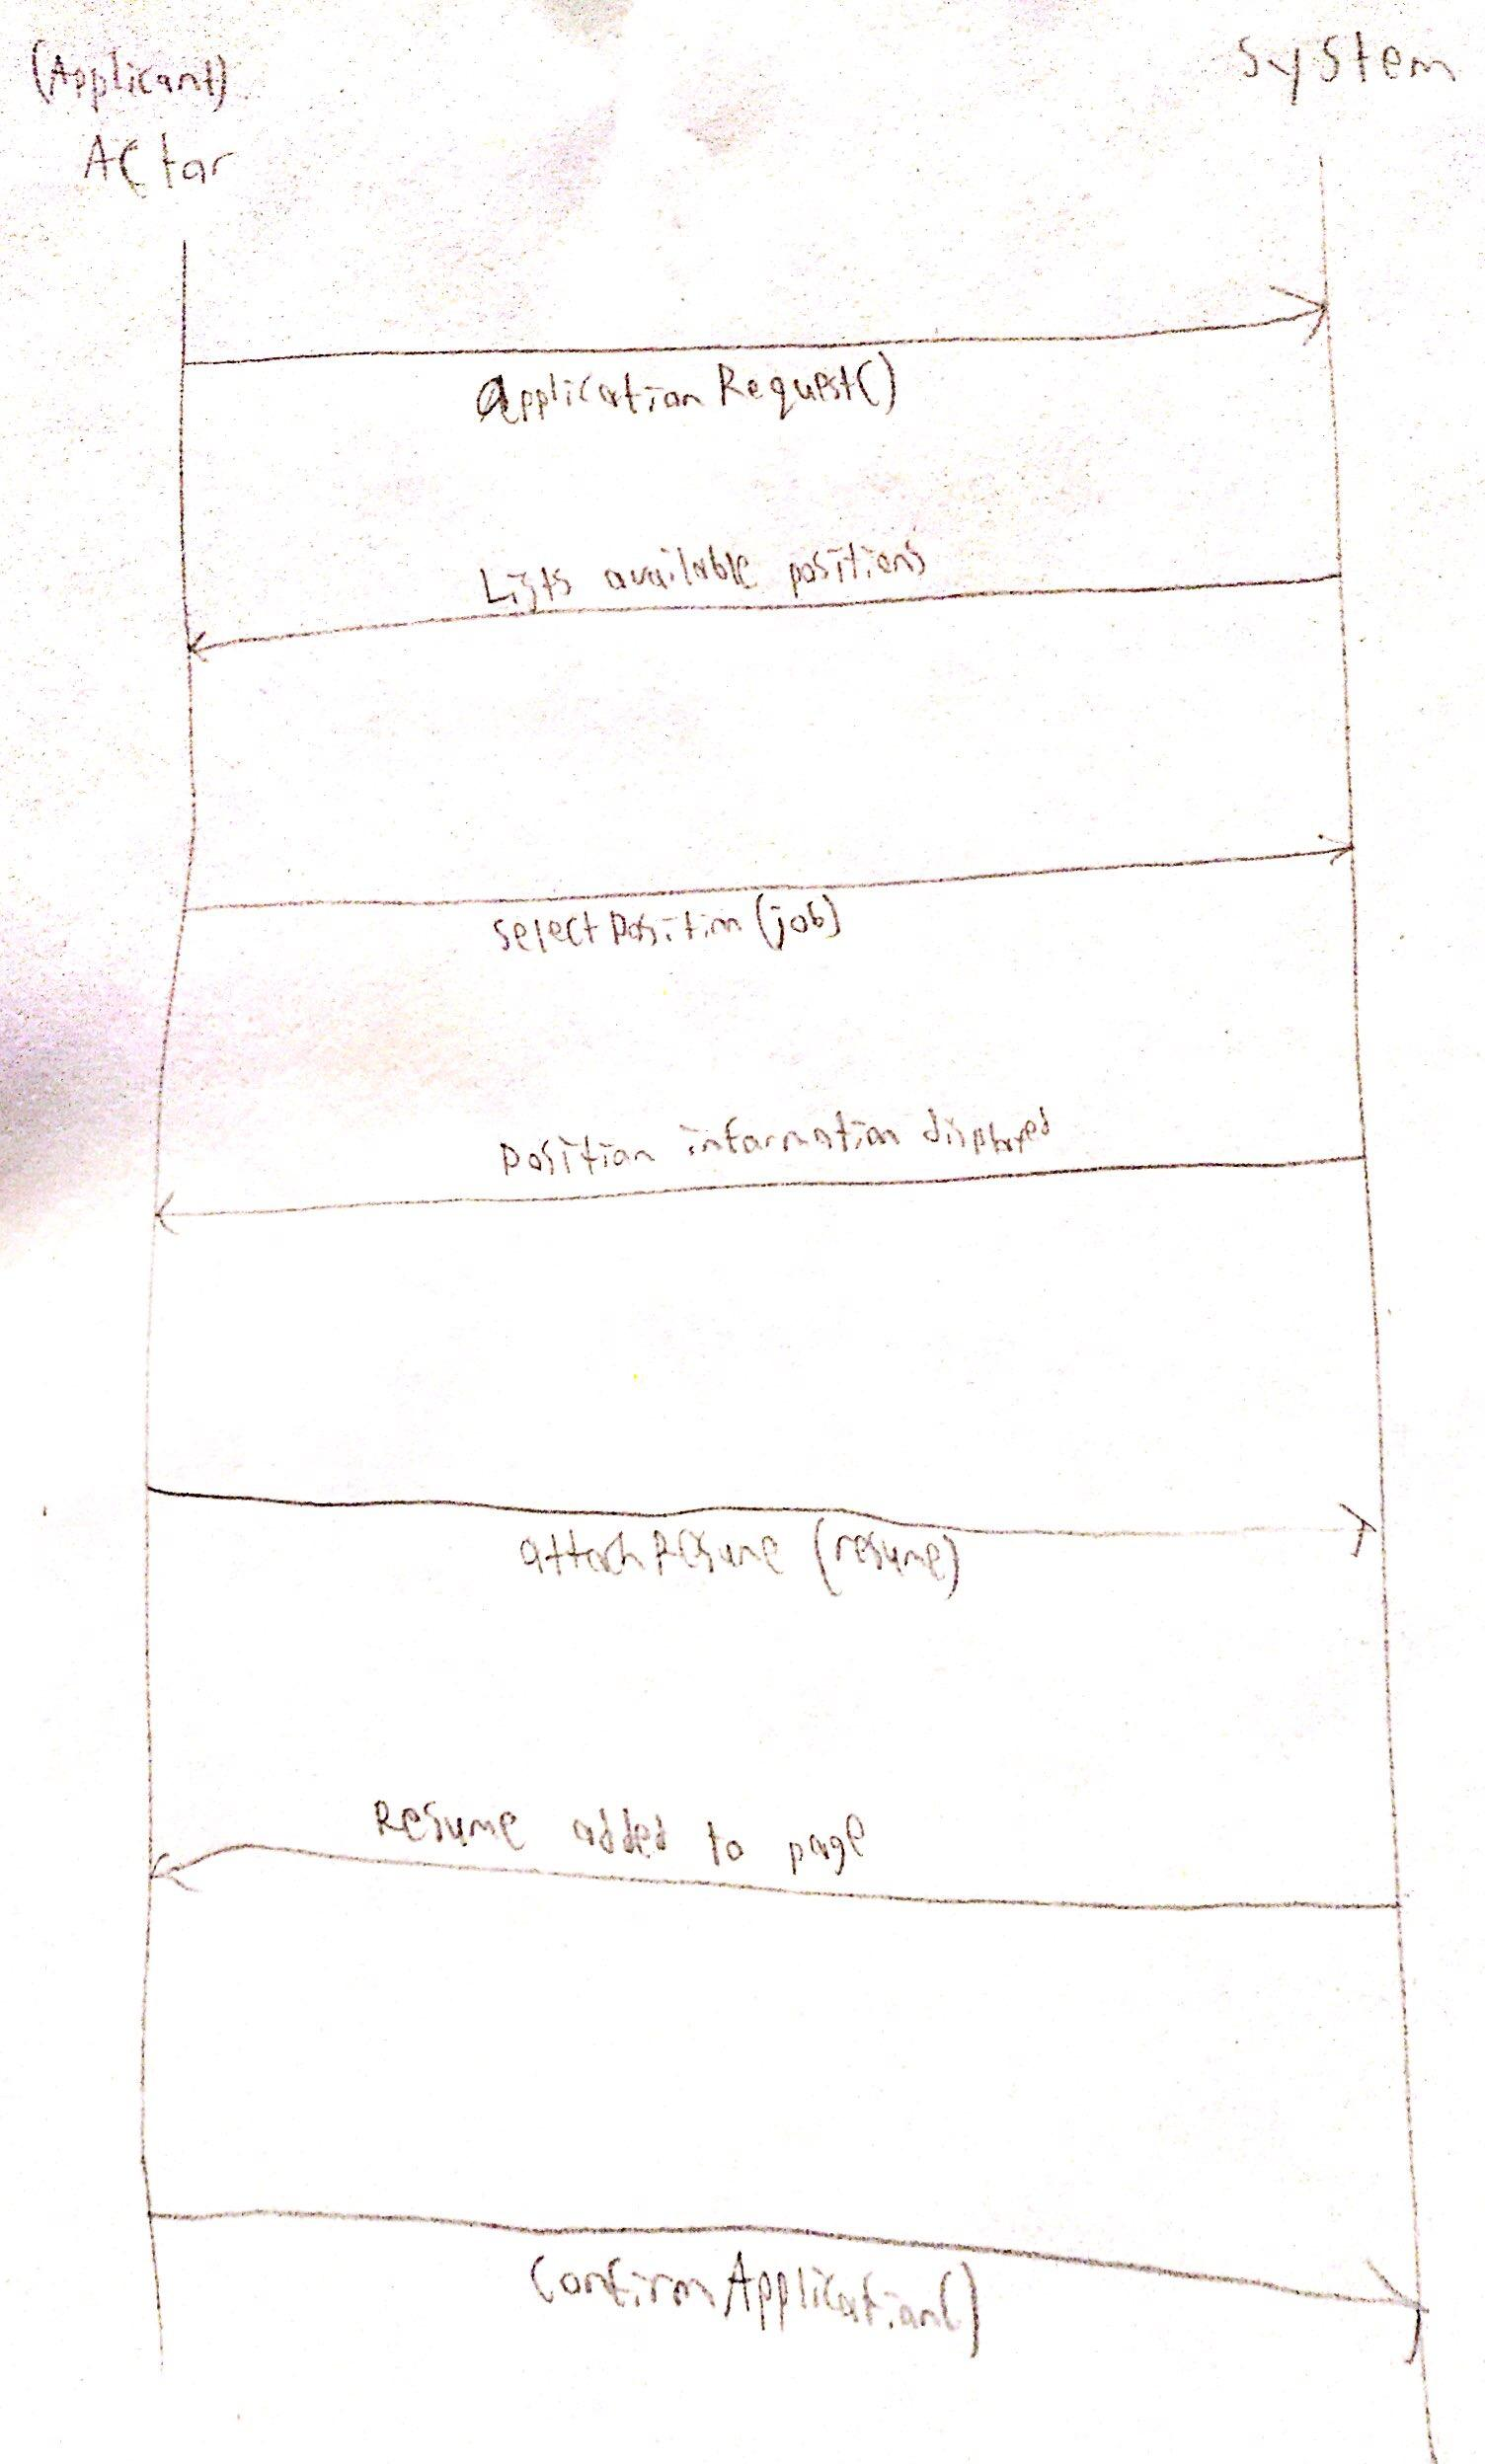 (Applicant)
Actor
System
applicationRequest()
Lists available positions
selectPosition (job)
position information displayed
attachResume (resume)
Resume added to page
ConfirmApplication()